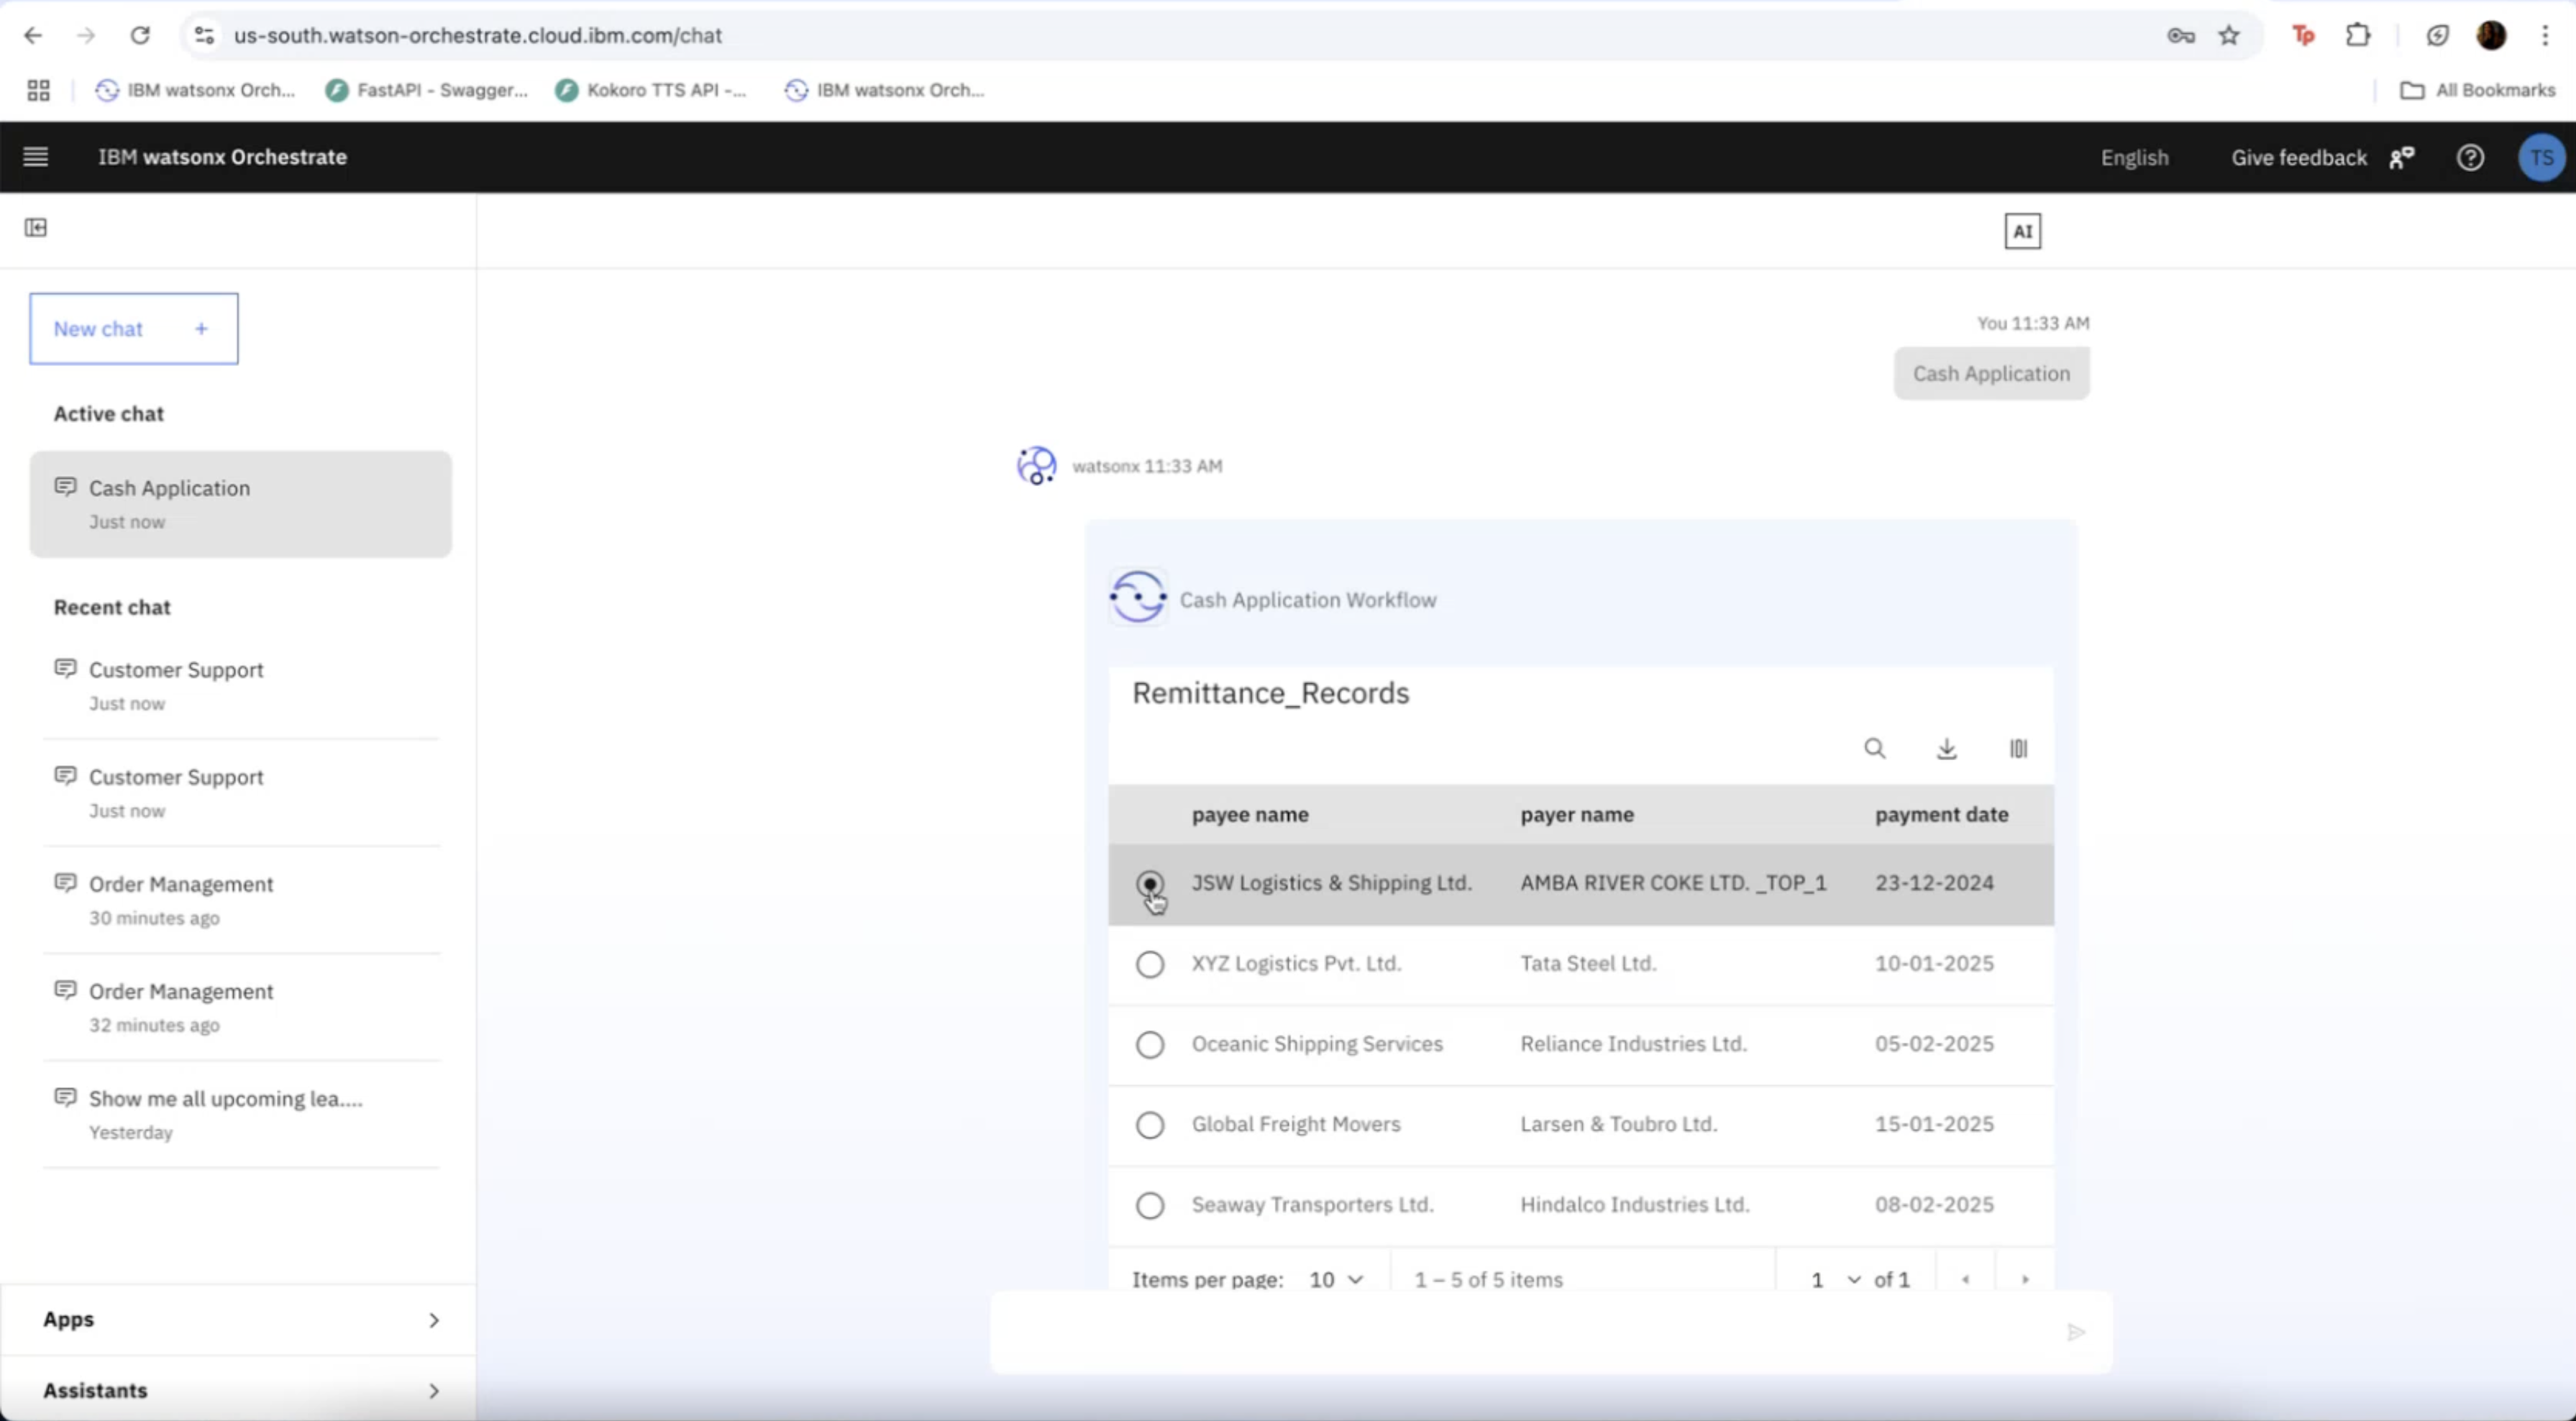 us-south.watson-orchestrate.cloud.ibm.com/chat
Tp
IBM watsonx Orch...
FastAPI - Swagger...
Kokoro TTS API -...
IBM watsonx Orch...
All Bookmarks
IBM watsonx Orchestrate
English
Give feedback
TS
AI
New chat +
Active chat
Cash Application
Just now
Recent chat
Customer Support
Just now
Customer Support
Just now
Order Management
30 minutes ago
Order Management
32 minutes ago
Show me all upcoming lea....
Yesterday
Apps
Assistants
You 11:33 AM
Cash Application
watsonx 11:33 AM
Cash Application Workflow
Remittance_Records
payee name payer name payment date
JSW Logistics & Shipping Ltd. AMBA RIVER COKE LTD. _TOP_1 23-12-2024
XYZ Logistics Pvt. Ltd. Tata Steel Ltd. 10-01-2025
Oceanic Shipping Services Reliance Industries Ltd. 05-02-2025
Global Freight Movers Larsen & Toubro Ltd. 15-01-2025
Seaway Transporters Ltd. Hindalco Industries Ltd. 08-02-2025
Items per page: 10 1 – 5 of 5 items 1 of 1